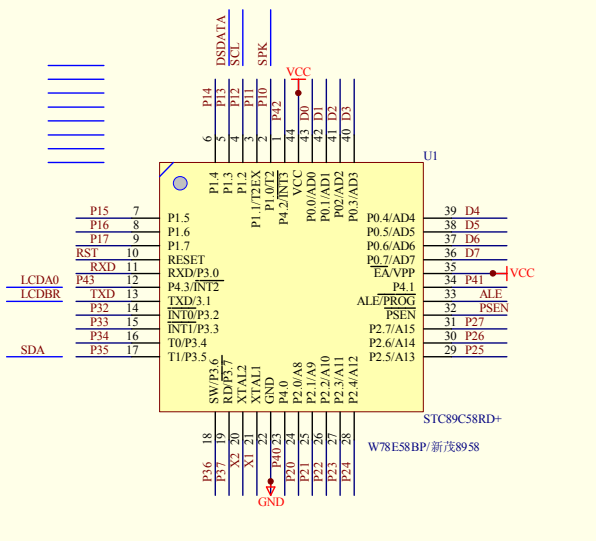 DSDATA
SCL
SPK
VCC
P14
P13
P12
P11
P10
P42
D0
D1
D2
D3
6
5
4
3
2
1
44
43
42
41
40
U1
P1.4
P1.3
P1.2
P1.1/T2EX
P1.0/T2
P4.2/INT3
VCC
P0.0/AD0
P0.1/AD1
P02/AD2
P0.3/AD3
P15 7 P1.5 P0.4/AD4 39 D4
P16 8 P1.6 P0.5/AD5 38 D5
P17 9 P1.7 P0.6/AD6 37 D6
RST 10 RESET P0.7/AD7 36 D7
RXD 11 RXD/P3.0 EA/VPP 35 VCC
LCDA0 P43 12 P4.3/INT2 P4.1 34 P41
LCDBR TXD 13 TXD/3.1 ALE/PROG 33 ALE
P32 14 INT0/P3.2 PSEN 32 PSEN
P33 15 INT1/P3.3 P2.7/A15 31 P27
P34 16 T0/P3.4 P2.6/A14 30 P26
SDA P35 17 T1/P3.5 P2.5/A13 29 P25
SW/P3.6
RD/P3.7
XTAL2
XTAL1
GND
P4.0
P2.0/A8
P2.1/A9
P2.2/A10
P2.3/A11
P2.4/A12
STC89C58RD+
18
19
20
21
22
23
24
25
26
27
28
W78E58BP/新茂8958
P36
P37
X2
X1
P40
P20
P21
P22
P23
P24
GND